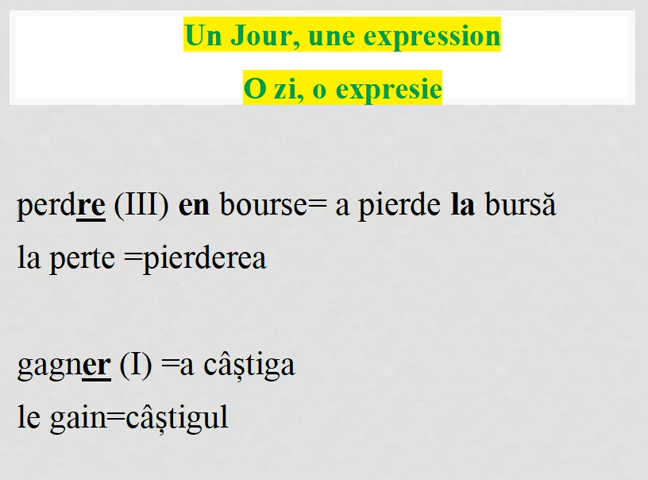 Un Jour, une expression
O zi, o expresie
perdre (III) en bourse= a pierde la bursă
la perte =pierderea
gagner (I) =a câștiga
le gain=câștigul